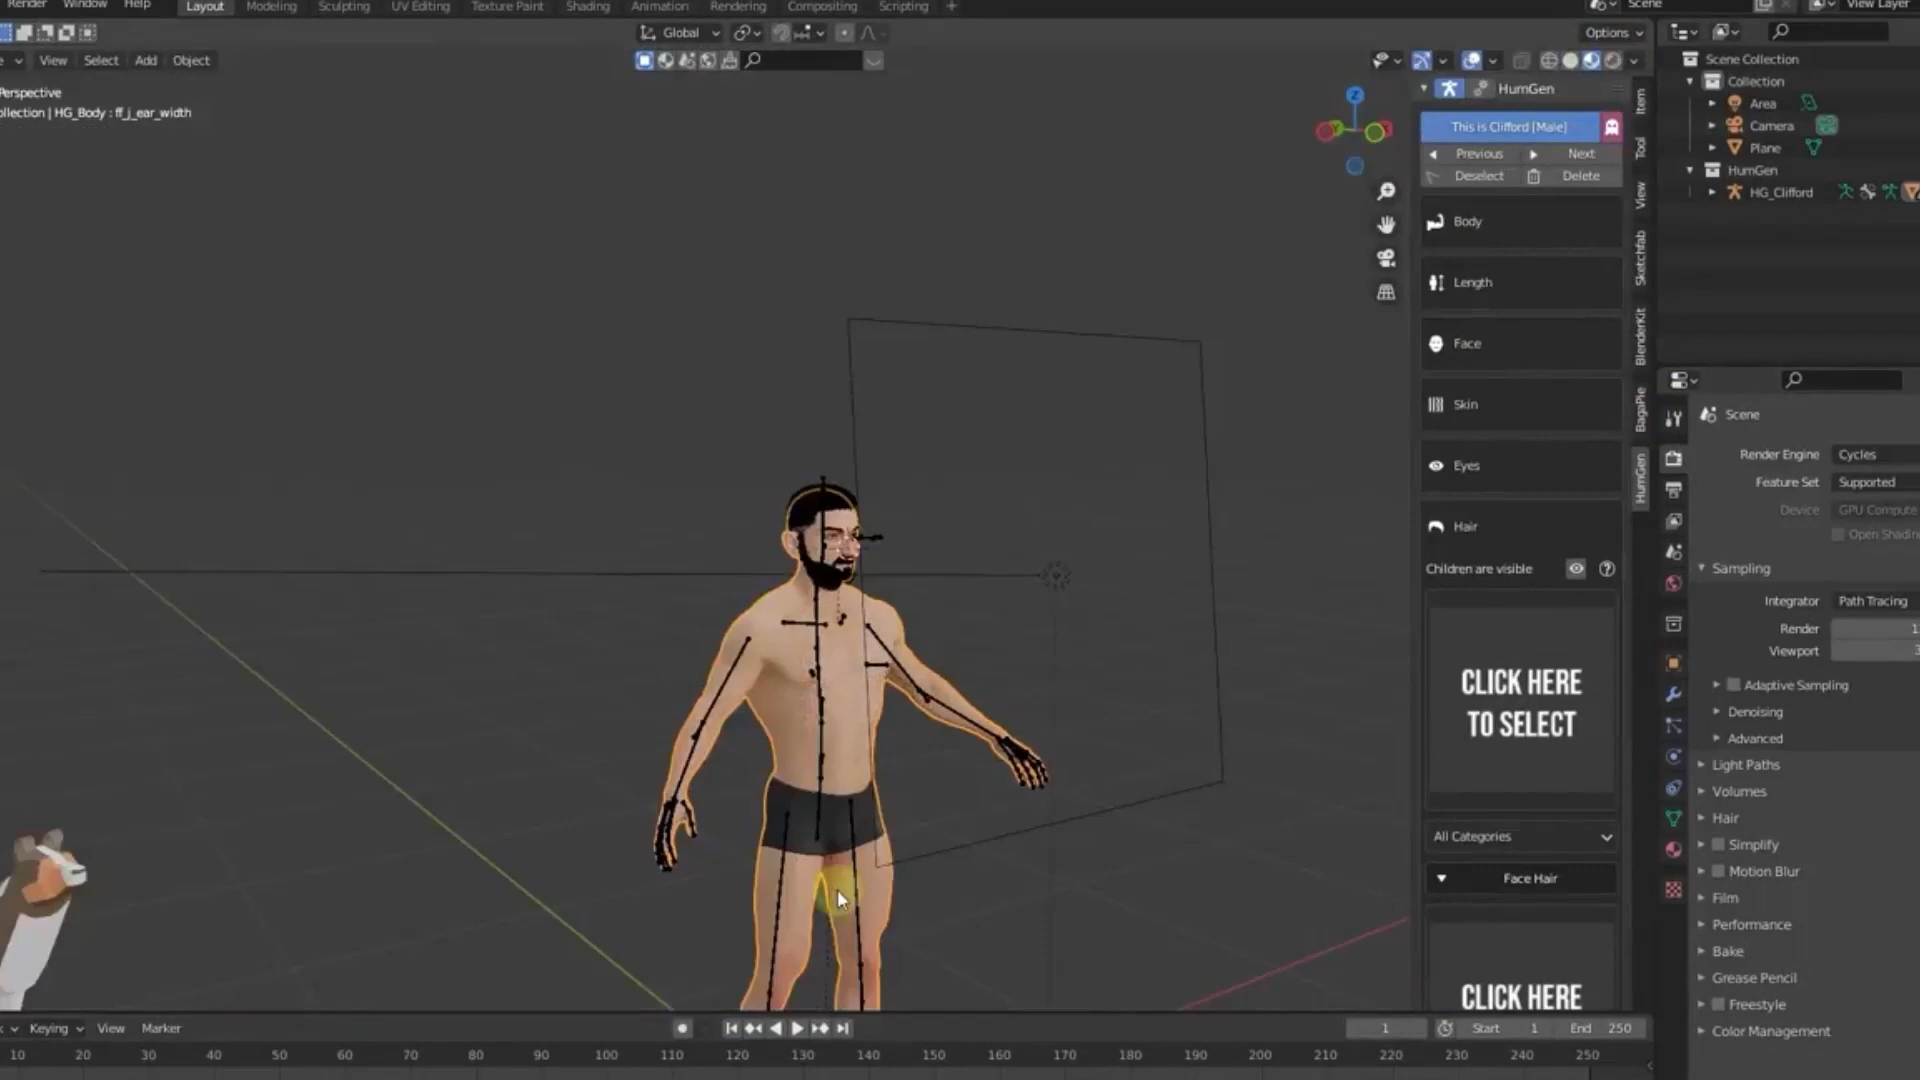 Render Window Help Layout Modeling Sculpting UV Editing Texture Paint Shading Animation Rendering Compositing Scripting + Scene View Layer
Global Options
View Select Add Object
Perspective
ollection | HG_Body : ff_j_ear_width
HumGen
This is Clifford [Male]
Previous Next
Deselect Delete
Body
Length
Face
Skin
Eyes
Hair
Children are visible
CLICK HERE
TO SELECT
All Categories
Face Hair
CLICK HERE
Item
Tool
View
Sketchfab
BlenderKit
BagaPie
HumGen
Scene Collection
Collection
Area
Camera
Plane
HumGen
HG_Clifford
Scene
Render Engine Cycles
Feature Set Supported
Device GPU Compute
Open Shadin
Sampling
Integrator Path Tracing
Render 1
Viewport 3
Adaptive Sampling
Denoising
Advanced
Light Paths
Volumes
Hair
Simplify
Motion Blur
Film
Performance
Bake
Grease Pencil
Freestyle
Color Management
Keying View Marker 1 Start 1 End 250
10 20 30 40 50 60 70 80 90 100 110 120 130 140 150 160 170 180 190 200 210 220 230 240 250